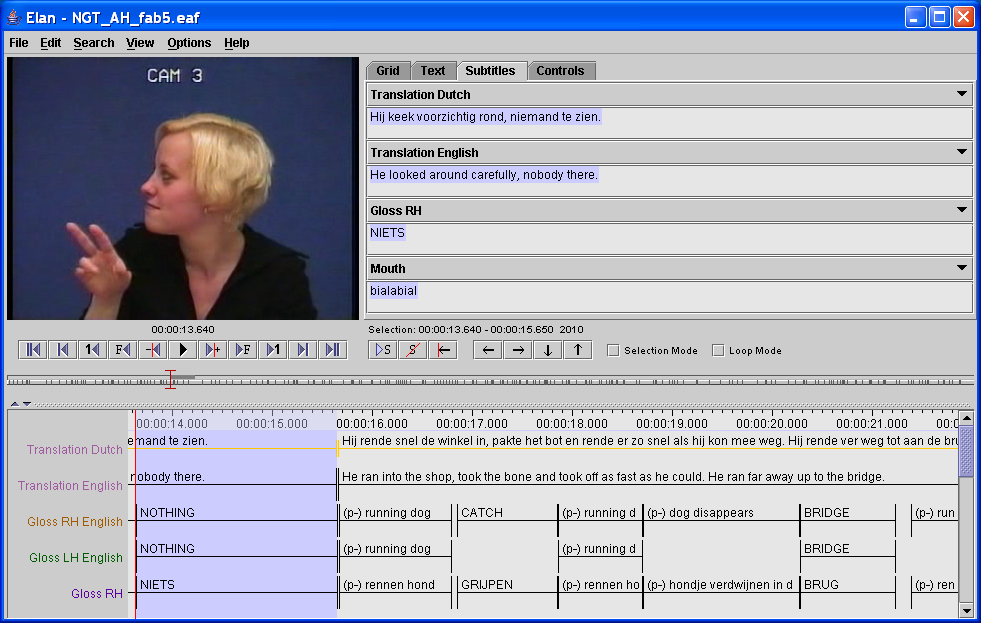 Elan - NGT_AH_fab5.eaf
File Edit Search View Options Help
CAM 3
Grid Text Subtitles Controls
Translation Dutch
Hij keek voorzichtig rond, niemand te zien.
Translation English
He looked around carefully, nobody there.
Gloss RH
NIETS
Mouth
bialabial
00:00:13.640
Selection: 00:00:13.640 - 00:00:15.650 2010
1 F F 1 S S Selection Mode Loop Mode
00:00:14.000 00:00:15.000 00:00:16.000 00:00:17.000 00:00:18.000 00:00:19.000 00:00:20.000 00:00:21.000 00:0
Translation Dutch emand te zien. Hij rende snel de winkel in, pakte het bot en rende er zo snel als hij kon mee weg. Hij rende ver weg tot aan de bru
Translation English nobody there. He ran into the shop, took the bone and took off as fast as he could. He ran far away up to the bridge.
Gloss RH English NOTHING (p-) running dog CATCH (p-) running d (p-) dog disappears BRIDGE (p-) run
Gloss LH English NOTHING (p-) running dog (p-) running d BRIDGE
Gloss RH NIETS (p-) rennen hond GRIJPEN (p-) rennen ho (p-) hondje verdwijnen in d BRUG (p-) ren